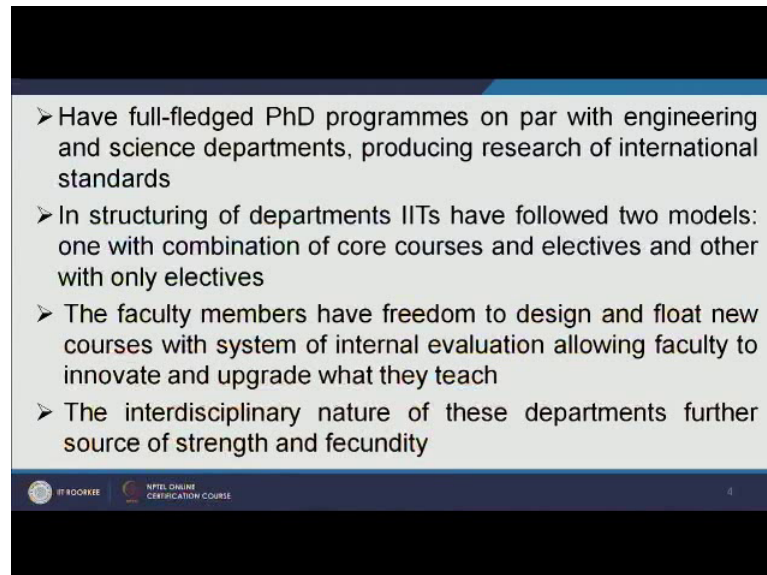 ➢ Have full-fledged PhD programmes on par with engineering
and science departments, producing research of international
standards
➢ In structuring of departments IITs have followed two models:
one with combination of core courses and electives and other
with only electives
➢ The faculty members have freedom to design and float new
courses with system of internal evaluation allowing faculty to
innovate and upgrade what they teach
➢ The interdisciplinary nature of these departments further
source of strength and fecundity
IIT ROORKEE
NPTEL ONLINE
CERTIFICATION COURSE
4